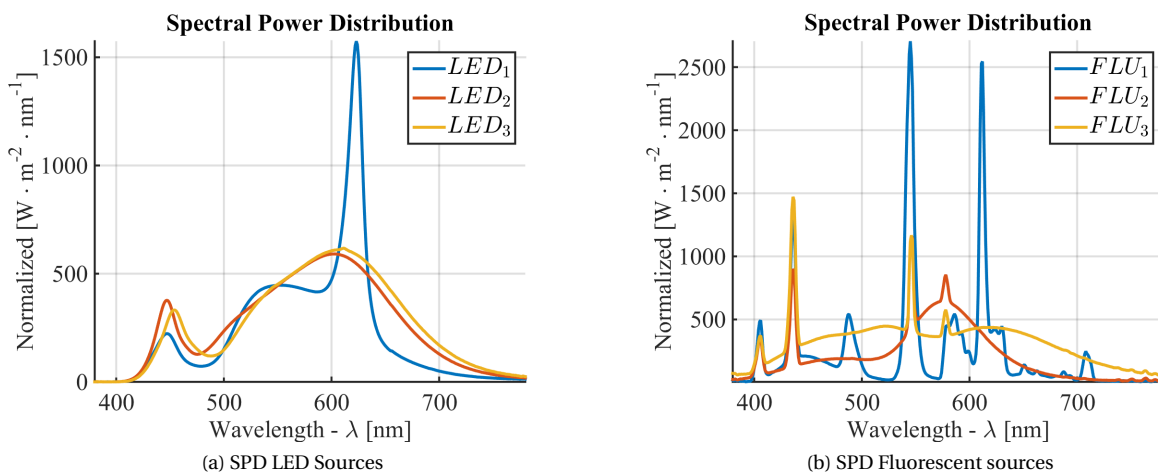 Spectral Power Distribution
1500
1000
500
0
400
500
600
700
Normalized [W · m⁻² · nm⁻¹]
Wavelength - λ [nm]
LED₁
LED₂
LED₃
(a) SPD LED Sources
Spectral Power Distribution
2500
2000
1500
1000
500
400
500
600
700
Normalized [W · m⁻² · nm⁻¹]
Wavelength - λ [nm]
FLU₁
FLU₂
FLU₃
(b) SPD Fluorescent sources